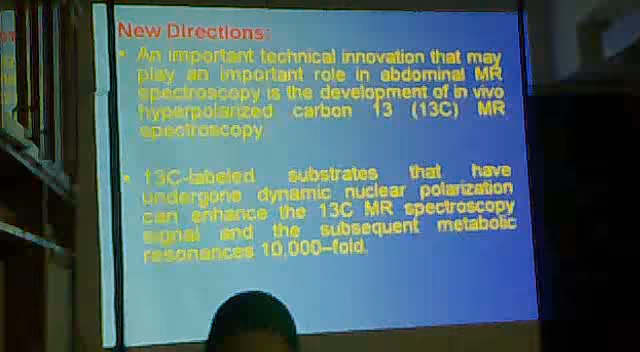 New Directions:
• An important technical innovation that may
play an important role in abdominal MR
spectroscopy is the development of in vivo
hyperpolarized carbon 13 (13C) MR
spectroscopy.
• 13C-labeled substrates that have
undergone dynamic nuclear polarization
can enhance the 13C MR spectroscopy
signal and the subsequent metabolic
resonances 10,000-fold.